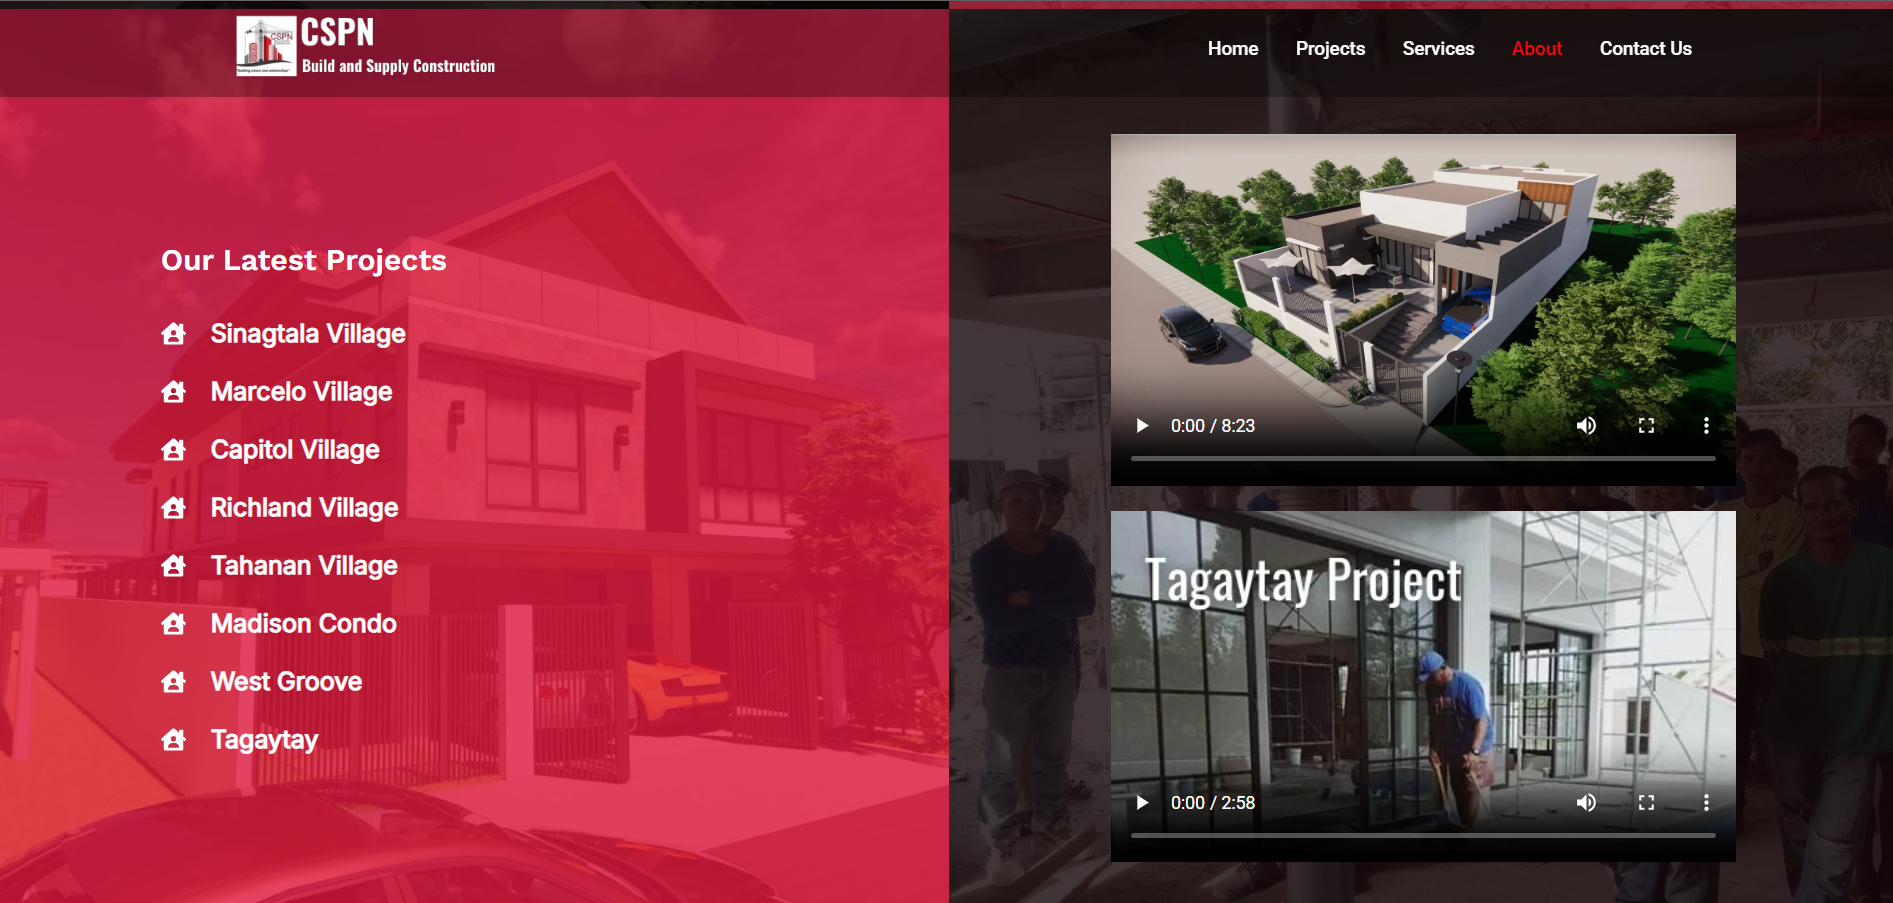 CSPN
CSPN
Build and Supply Construction
Home
Projects
Services
About
Contact Us
Our Latest Projects
Sinagtala Village
Marcelo Village
Capitol Village
Richland Village
Tahanan Village
Madison Condo
West Groove
Tagaytay
0:00 / 8:23
Tagaytay Project
0:00 / 2:58